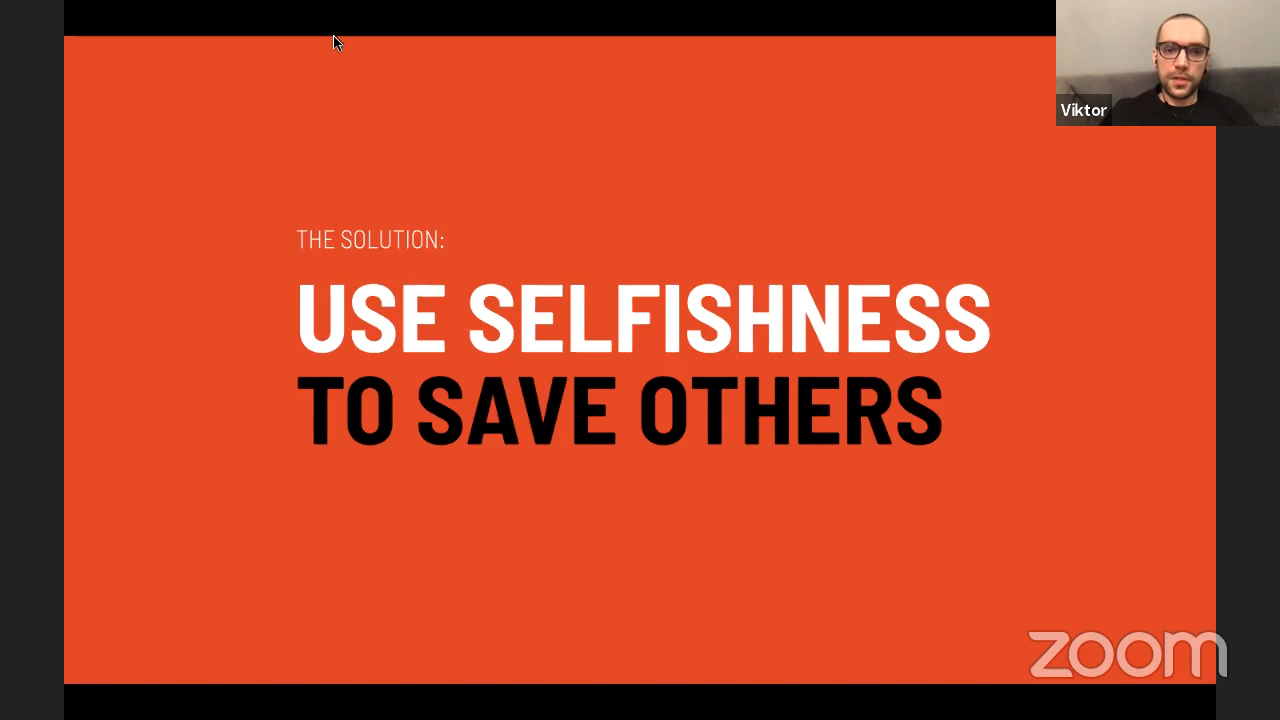 Viktor
THE SOLUTION:
USE SELFISHNESS
TO SAVE OTHERS
zoom